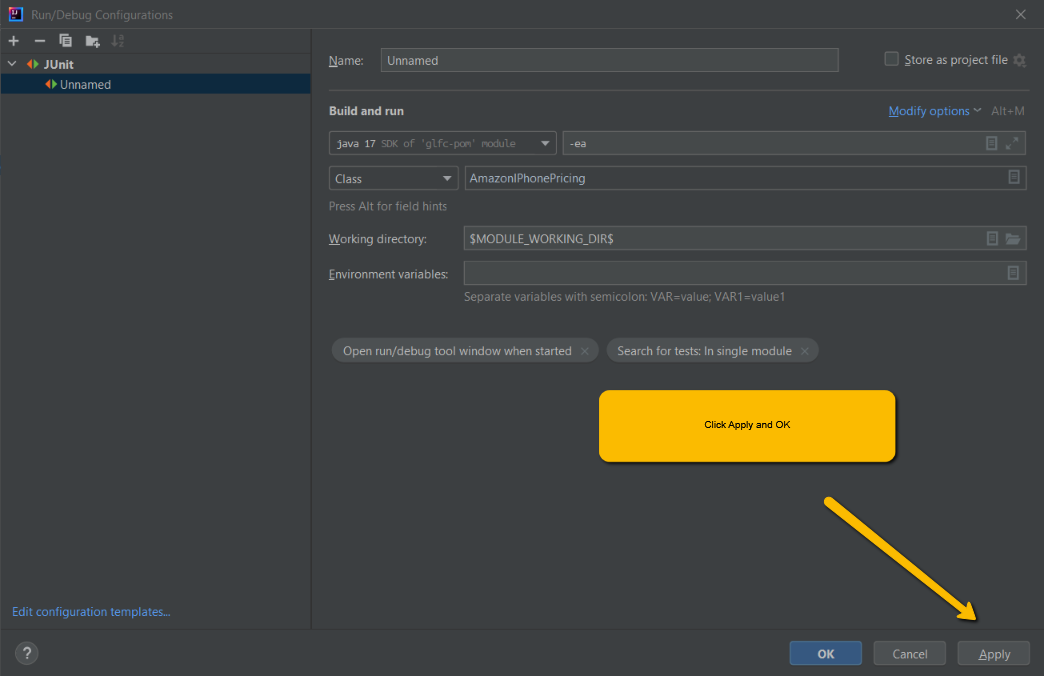 Run/Debug Configurations
JUnit
Unnamed
Name: Unnamed Store as project file
Build and run Modify options Alt+M
java 17 SDK of 'glfc-pom' module -ea
Class AmazonIPhonePricing
Press Alt for field hints
Working directory: $MODULE_WORKING_DIR$
Environment variables:
Separate variables with semicolon: VAR=value; VAR1=value1
Open run/debug tool window when started Search for tests: In single module
Click Apply and OK
Edit configuration templates...
? OK Cancel Apply